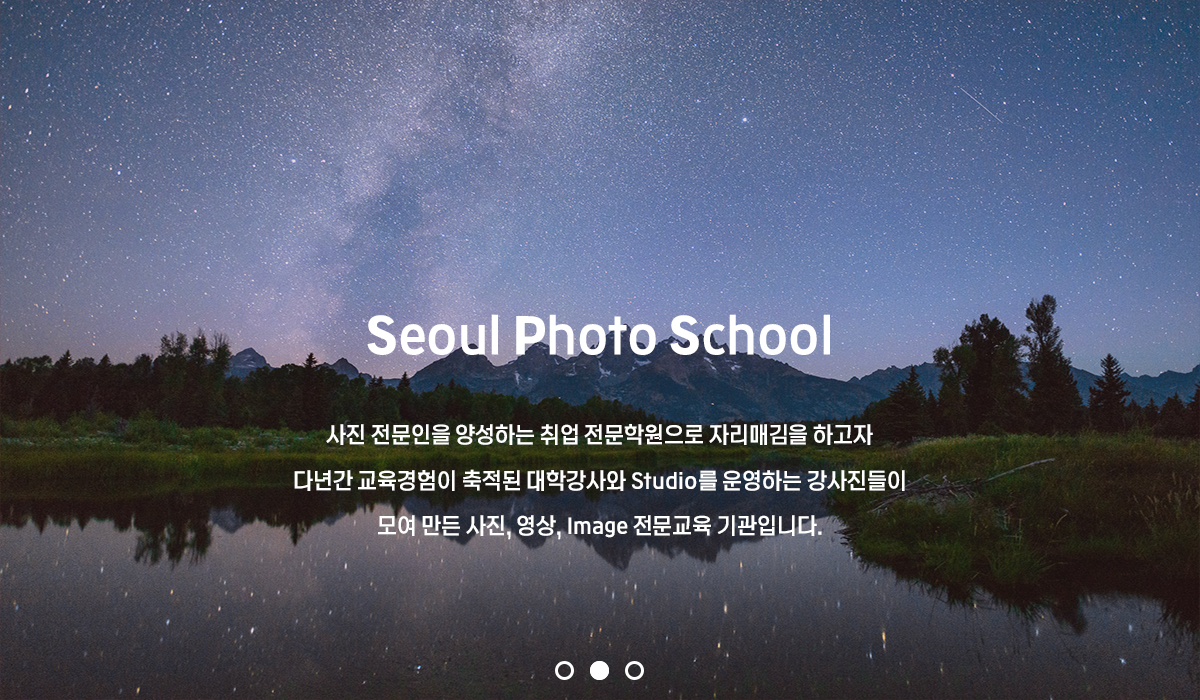 Seoul Photo School
사진 전문인을 양성하는 취업 전문학원으로 자리매김을 하고자
다년간 교육경험이 축적된 대학강사와 Studio를 운영하는 강사진들이
모여 만든 사진, 영상, Image 전문교육 기관입니다.